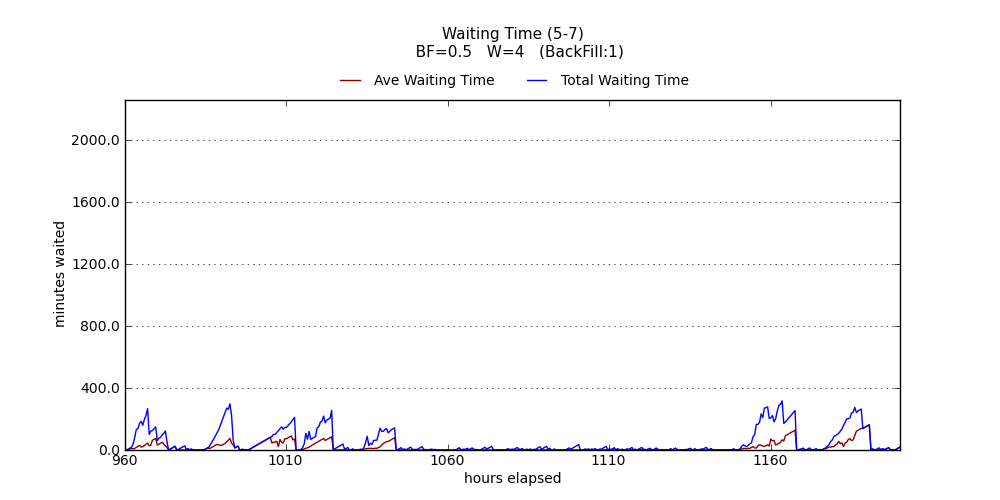 Waiting Time (5-7)
BF=0.5   W=4   (BackFill:1)
Ave Waiting Time   Total Waiting Time
2000.0
1600.0
1200.0
800.0
400.0
0.0
minutes waited
960   1010   1060   1110   1160
hours elapsed